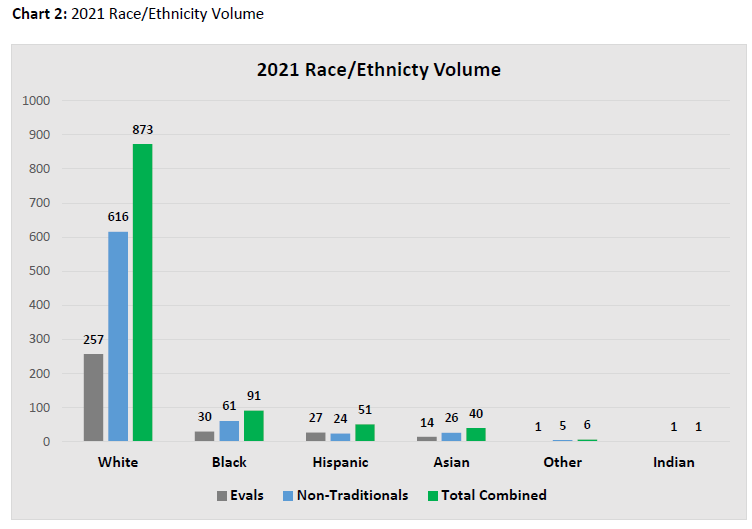 Chart 2: 2021 Race/Ethnicity Volume
2021 Race/Ethnicty Volume
1000
900
800
700
600
500
400
300
200
100
0
257 616 873
30 61 91
27 24 51
14 26 40
1 5 6
1 1
White Black Hispanic Asian Other Indian
Evals Non-Traditionals Total Combined